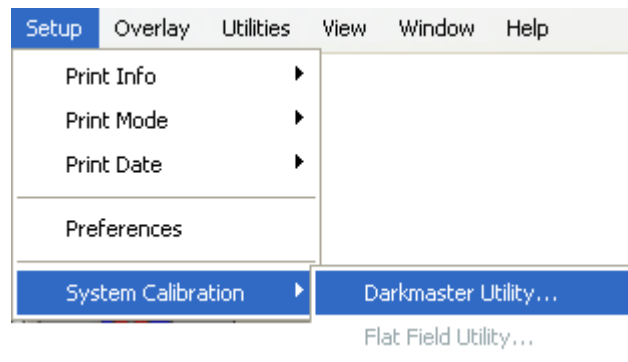 Setup Overlay Utilities View Window Help
Print Info
Print Mode
Print Date
Preferences
System Calibration Darkmaster Utility...
Flat Field Utility...